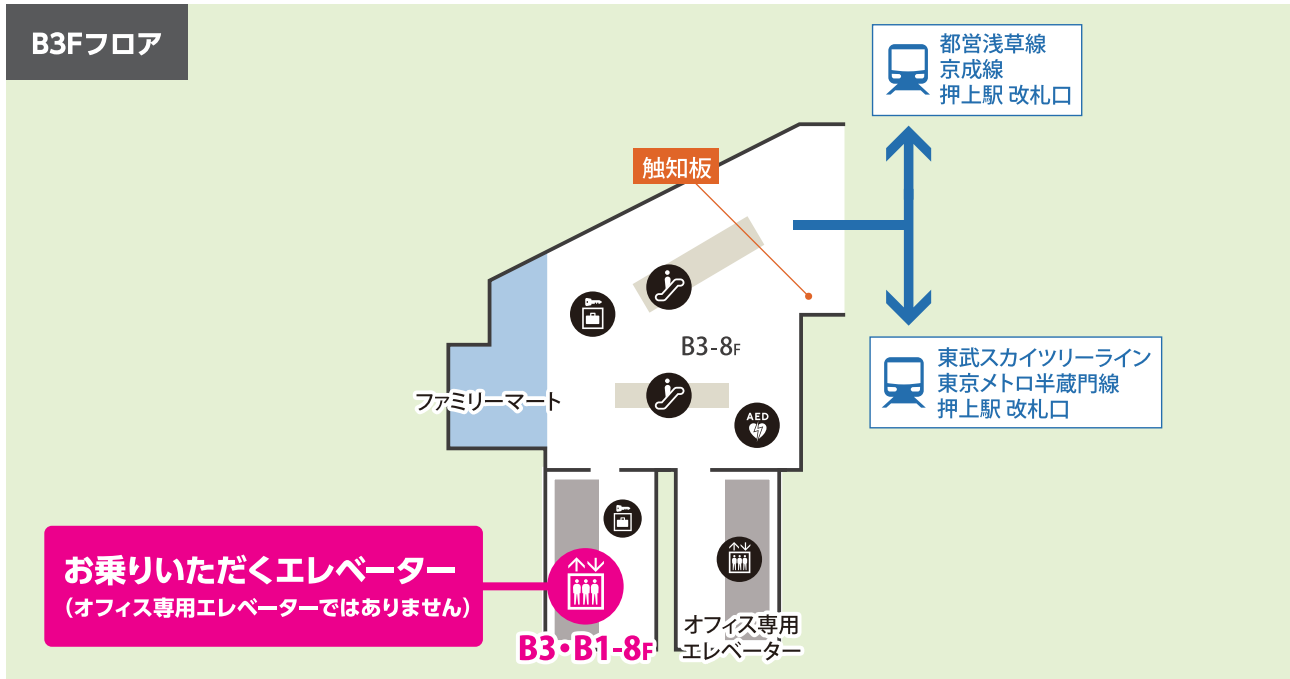 B3Fフロア
都営浅草線
京成線
押上駅 改札口
触知板
B3-8F
東武スカイツリーライン
東京メトロ半蔵門線
押上駅 改札口
ファミリーマート
AED
お乗りいただくエレベーター
(オフィス専用エレベーターではありません)
B3・B1-8F
オフィス専用
エレベーター